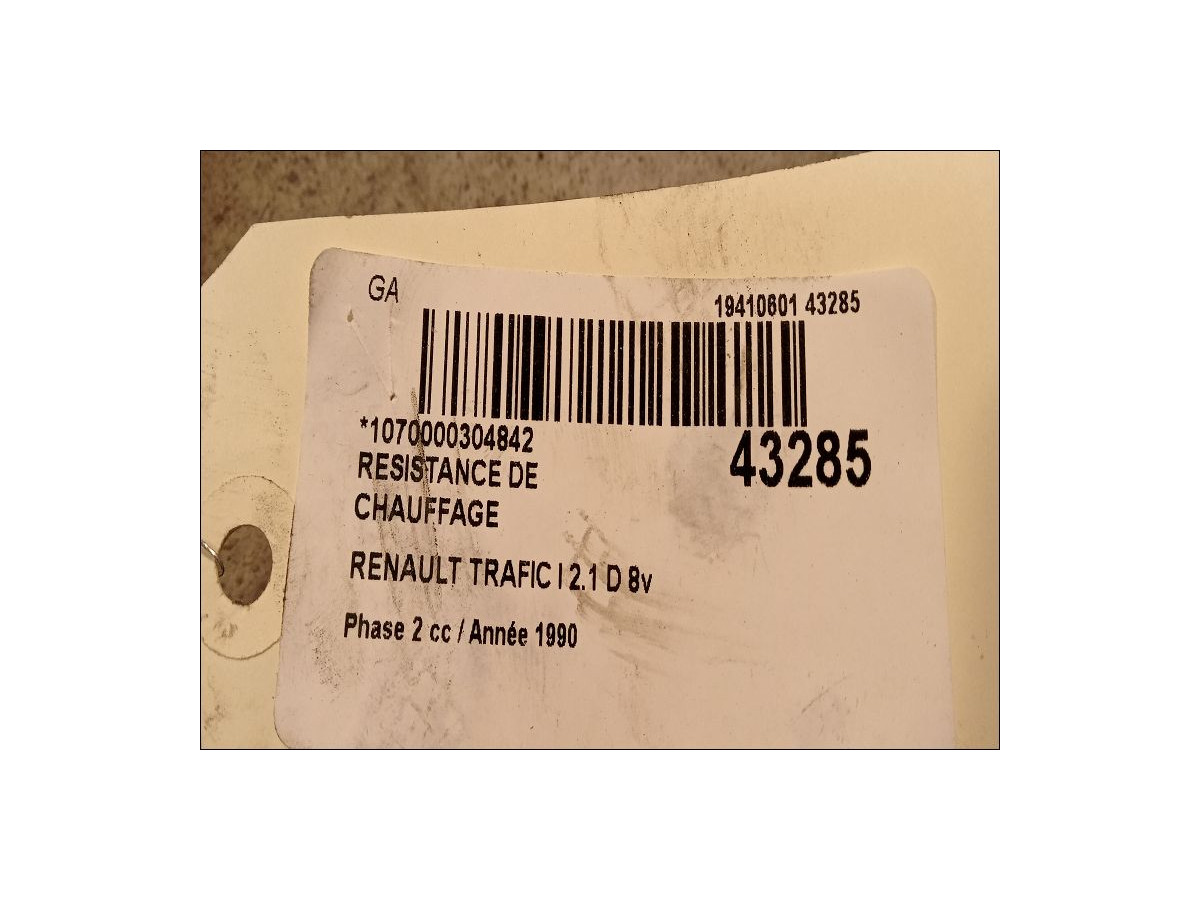 GA
19410601 43285
*1070000304842
43285
RESISTANCE DE
CHAUFFAGE
RENAULT TRAFIC I 2.1 D 8v
Phase 2 cc / Année 1990